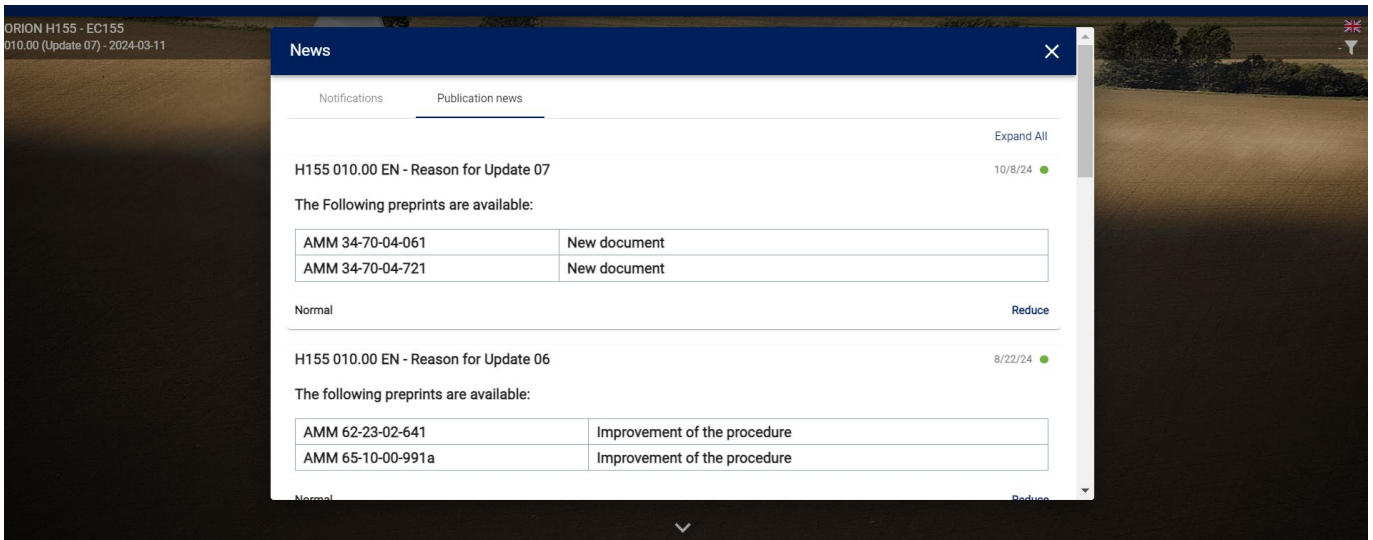 ORION H155 - EC155
010.00 (Update 07) - 2024-03-11
News
Notifications Publication news
Expand All
H155 010.00 EN - Reason for Update 07 10/8/24
The Following preprints are available:
AMM 34-70-04-061 New document
AMM 34-70-04-721 New document
Normal Reduce
H155 010.00 EN - Reason for Update 06 8/22/24
The following preprints are available:
AMM 62-23-02-641 Improvement of the procedure
AMM 65-10-00-991a Improvement of the procedure
Normal Reduce